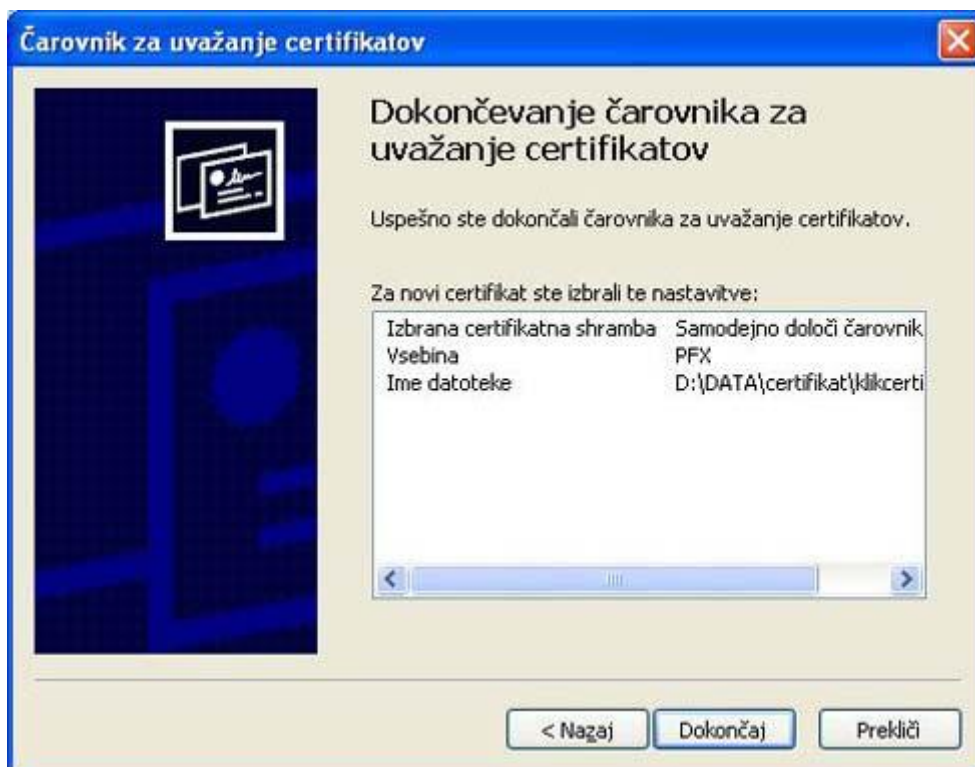 Čarovnik za uvažanje certifikatov
Dokončevanje čarovnika za
uvažanje certifikatov
Uspešno ste dokončali čarovnika za uvažanje certifikatov.
Za novi certifikat ste izbrali te nastavitve:
Izbrana certifikatna shramba Samodejno določi čarovnik
Vsebina PFX
Ime datoteke D:\DATA\certifikat\klikcerti
< Nazaj Dokončaj Prekliči